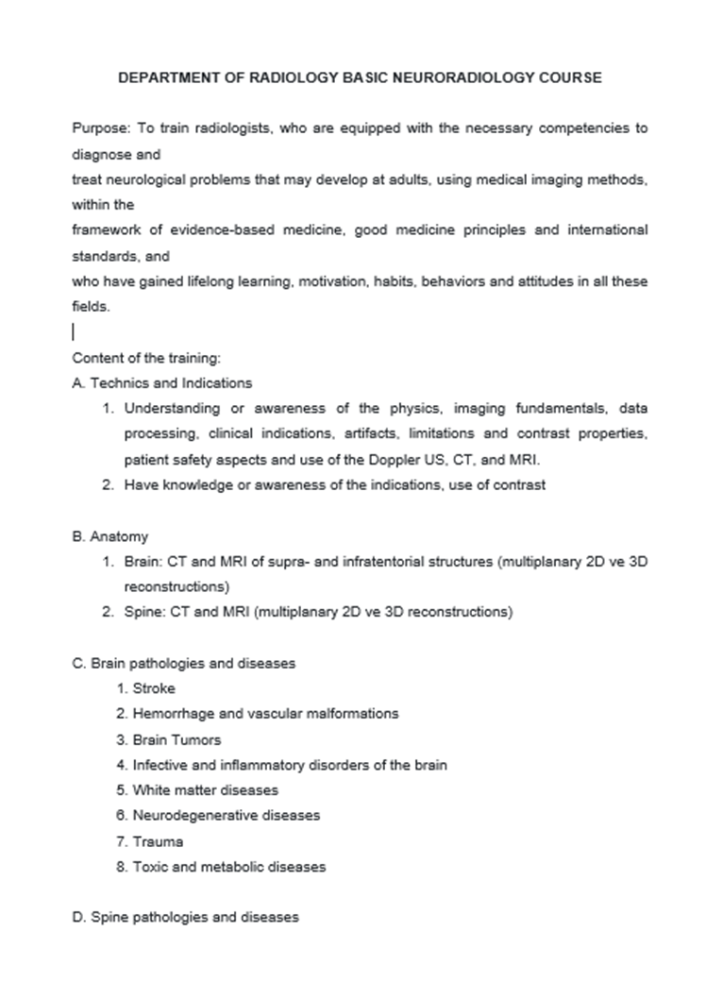 DEPARTMENT OF RADIOLOGY BASIC NEURORADIOLOGY COURSE
Purpose: To train radiologists, who are equipped with the necessary competencies to
diagnose and
treat neurological problems that may develop at adults, using medical imaging methods,
within the
framework of evidence-based medicine, good medicine principles and international
standards, and
who have gained lifelong learning, motivation, habits, behaviors and attitudes in all these
fields.
Content of the training:
A. Technics and Indications
1. Understanding or awareness of the physics, imaging fundamentals, data
processing, clinical indications, artifacts, limitations and contrast properties,
patient safety aspects and use of the Doppler US, CT, and MRI.
2. Have knowledge or awareness of the indications, use of contrast
B. Anatomy
1. Brain: CT and MRI of supra- and infratentorial structures (multiplanary 2D ve 3D
reconstructions)
2. Spine: CT and MRI (multiplanary 2D ve 3D reconstructions)
C. Brain pathologies and diseases
1. Stroke
2. Hemorrhage and vascular malformations
3. Brain Tumors
4. Infective and inflammatory disorders of the brain
5. White matter diseases
6. Neurodegenerative diseases
7. Trauma
8. Toxic and metabolic diseases
D. Spine pathologies and diseases